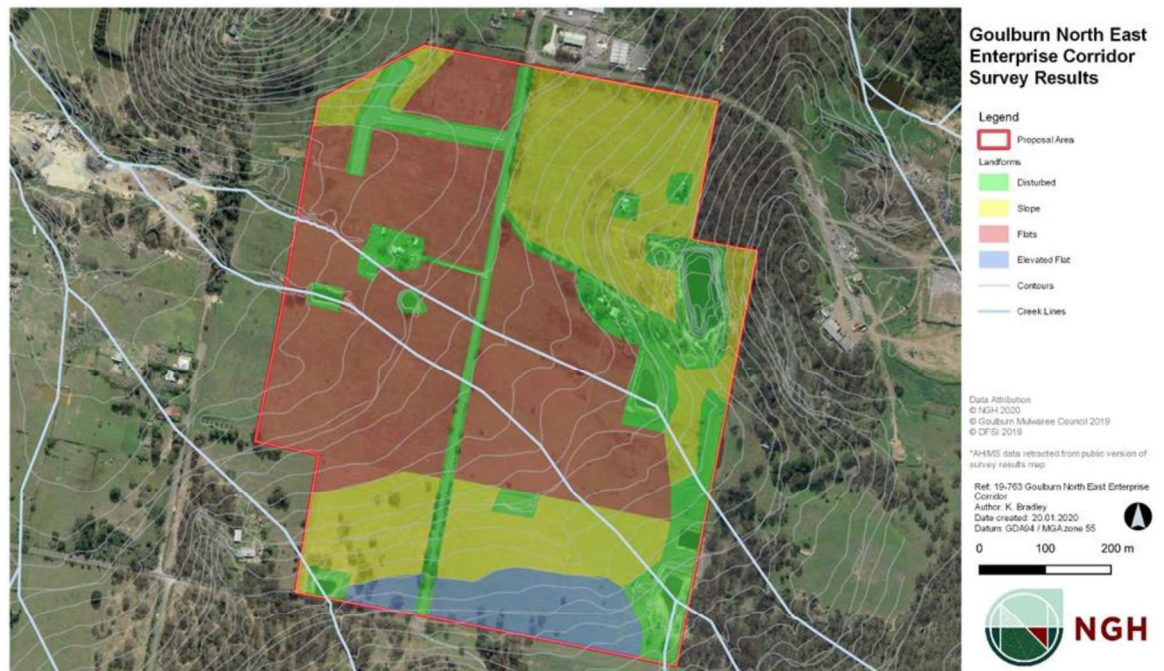 Goulburn North East
Enterprise Corridor
Survey Results
Legend
Proposal Area
Landforms
Disturbed
Slope
Flats
Elevated Flat
Contours
Creek Lines
Data Attribution
© NGH 2020
© Goulburn Mulwaree Council 2019
© DFSI 2019
*AHIMS data retracted from public version of
survey results map
Ref: 19-763 Goulburn North East Enterprise
Corridor
Author: K. Bradley
Date created: 20.01.2020
Datum: GDA94 / MGA zone 55
0 100 200 m
NGH